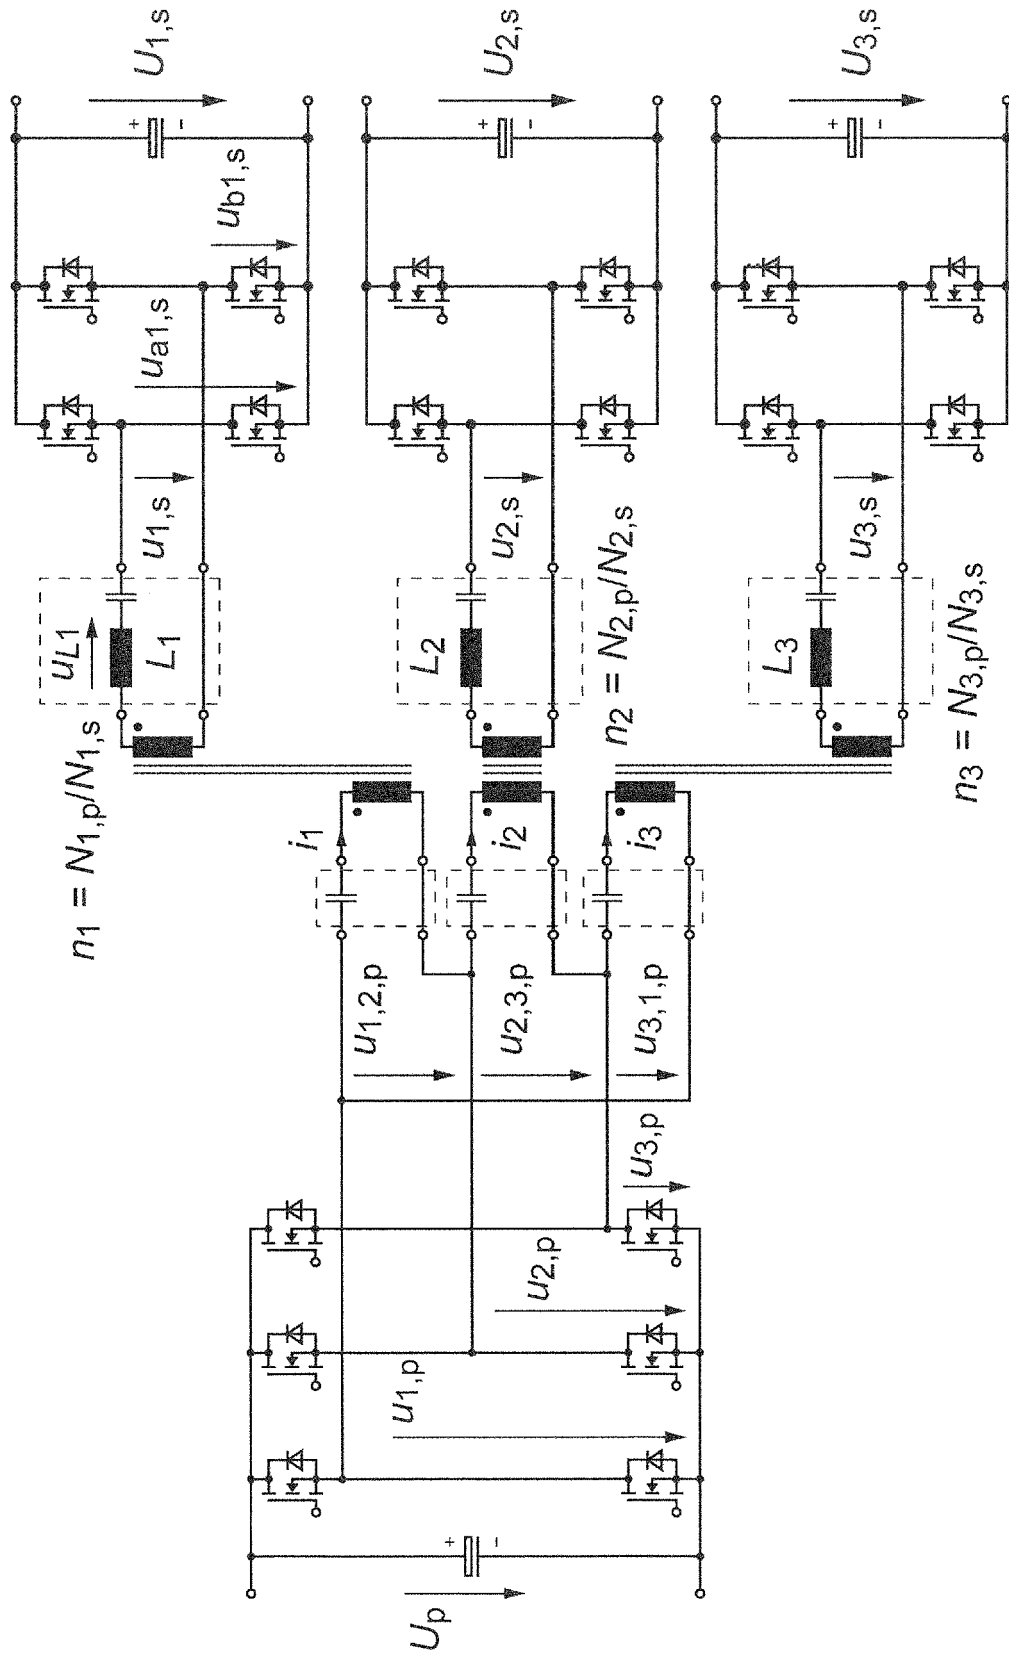 U1,s
U2,s
U3,s
+
-
+
-
+
-
ub1,s
ua1,s
u1,s
u2,s
u3,s
uL1
L1
L2
L3
n1 = N1,p/N1,s
n2 = N2,p/N2,s
n3 = N3,p/N3,s
i1
i2
i3
u1,2,p
u2,3,p
u3,1,p
u3,p
u2,p
u1,p
+
-
Up